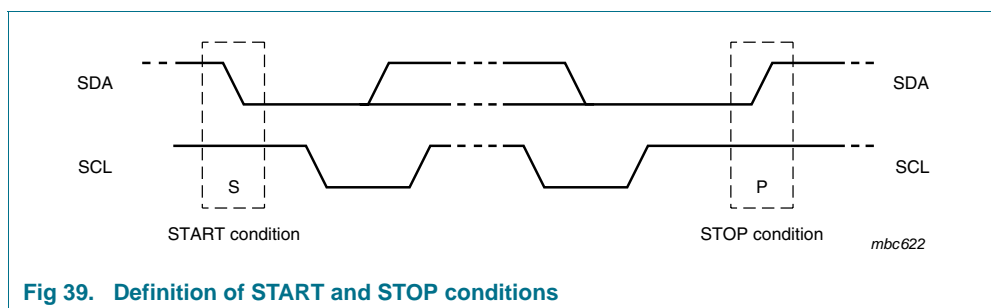 SDA
SDA
SCL
SCL
S
P
START condition
STOP condition
mbc622
Fig 39. Definition of START and STOP conditions